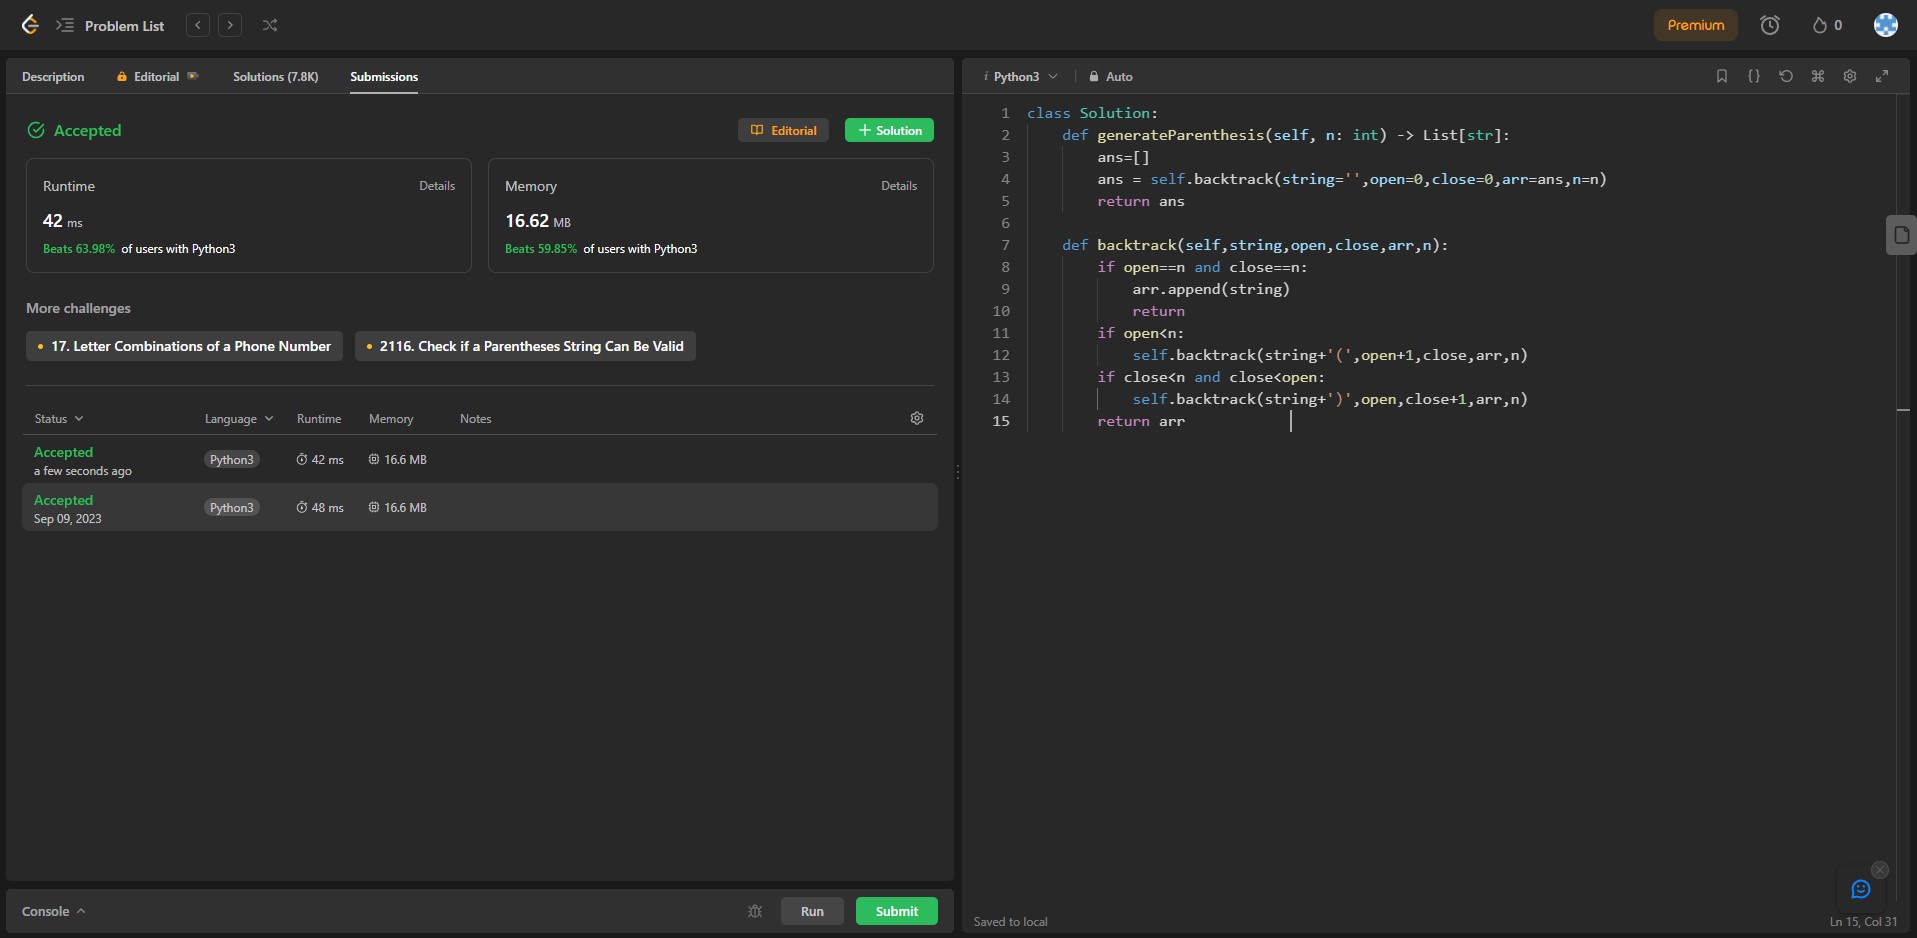 Problem List
Premium
0
Description Editorial Solutions (7.8K) Submissions
Accepted
Editorial
Solution
Runtime Details
42 ms
Beats 63.98% of users with Python3
Memory Details
16.62 MB
Beats 59.85% of users with Python3
More challenges
17. Letter Combinations of a Phone Number
2116. Check if a Parentheses String Can Be Valid
Status Language Runtime Memory Notes
Accepted
a few seconds ago
Python3 42 ms 16.6 MB
Accepted
Sep 09, 2023
Python3 48 ms 16.6 MB
Console Run Submit
i Python3 Auto
1 class Solution:
2     def generateParenthesis(self, n: int) -> List[str]:
3         ans=[]
4         ans = self.backtrack(string='',open=0,close=0,arr=ans,n=n)
5         return ans
6
7     def backtrack(self,string,open,close,arr,n):
8         if open==n and close==n:
9             arr.append(string)
10             return
11         if open<n:
12             self.backtrack(string+'(',open+1,close,arr,n)
13         if close<n and close<open:
14             self.backtrack(string+')',open,close+1,arr,n)
15         return arr
Saved to local
Ln 15, Col 31